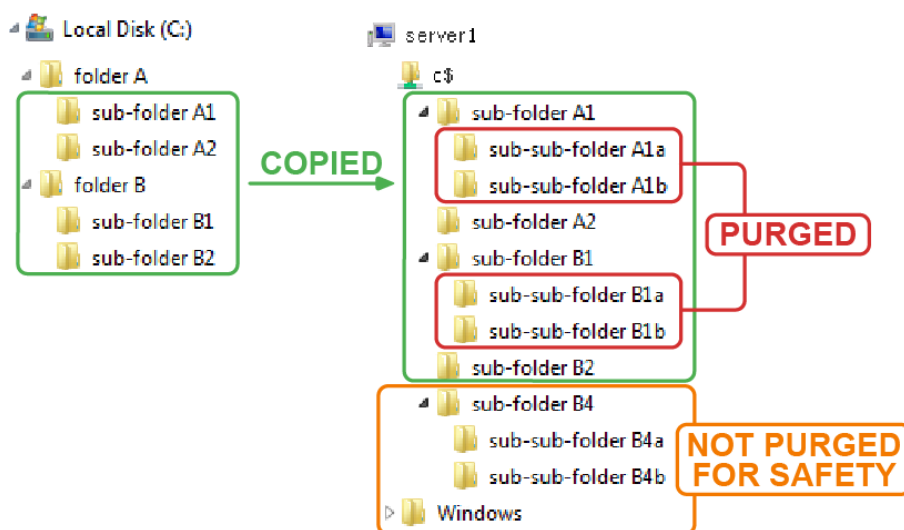 Local Disk (C:)
folder A
sub-folder A1
sub-folder A2
folder B
sub-folder B1
sub-folder B2
COPIED
server1
c$
sub-folder A1
sub-sub-folder A1a
sub-sub-folder A1b
sub-folder A2
sub-folder B1
sub-sub-folder B1a
sub-sub-folder B1b
sub-folder B2
sub-folder B4
sub-sub-folder B4a
sub-sub-folder B4b
Windows
PURGED
NOT PURGED
FOR SAFETY